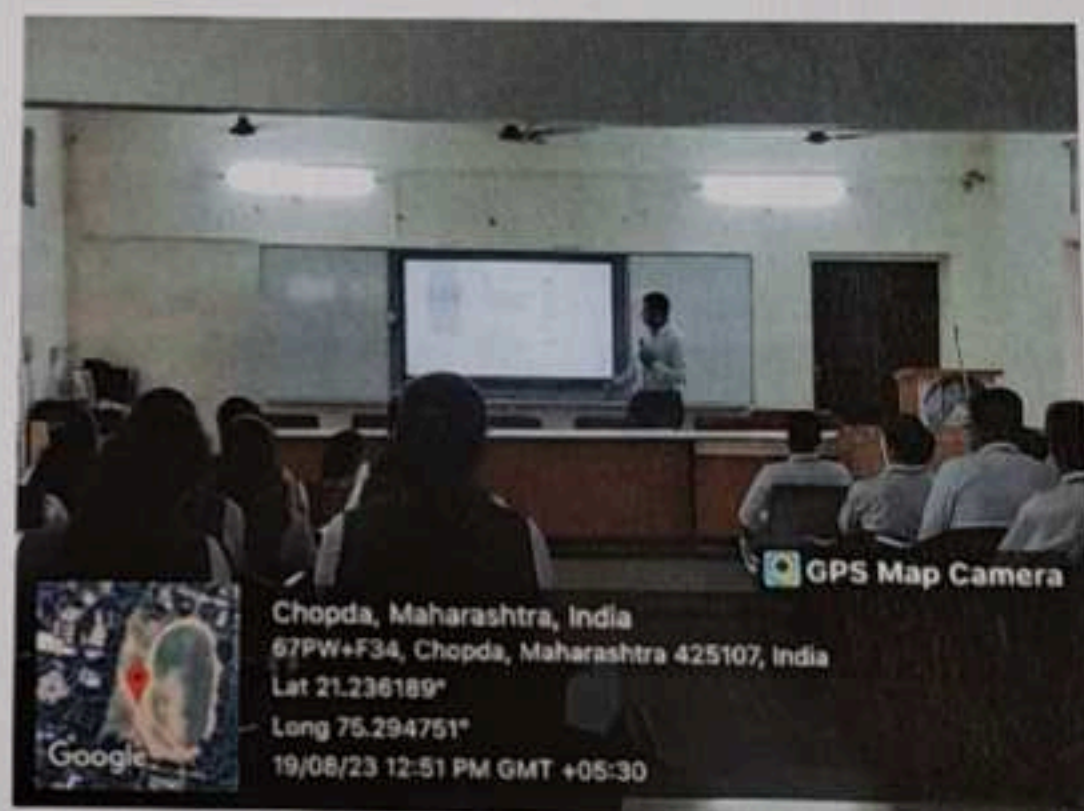 GPS Map Camera
Chopda, Maharashtra, India
67PW+F34, Chopda, Maharashtra 425107, India
Lat 21.236189°
Long 75.294751°
19/08/23 12:51 PM GMT +05:30
Google